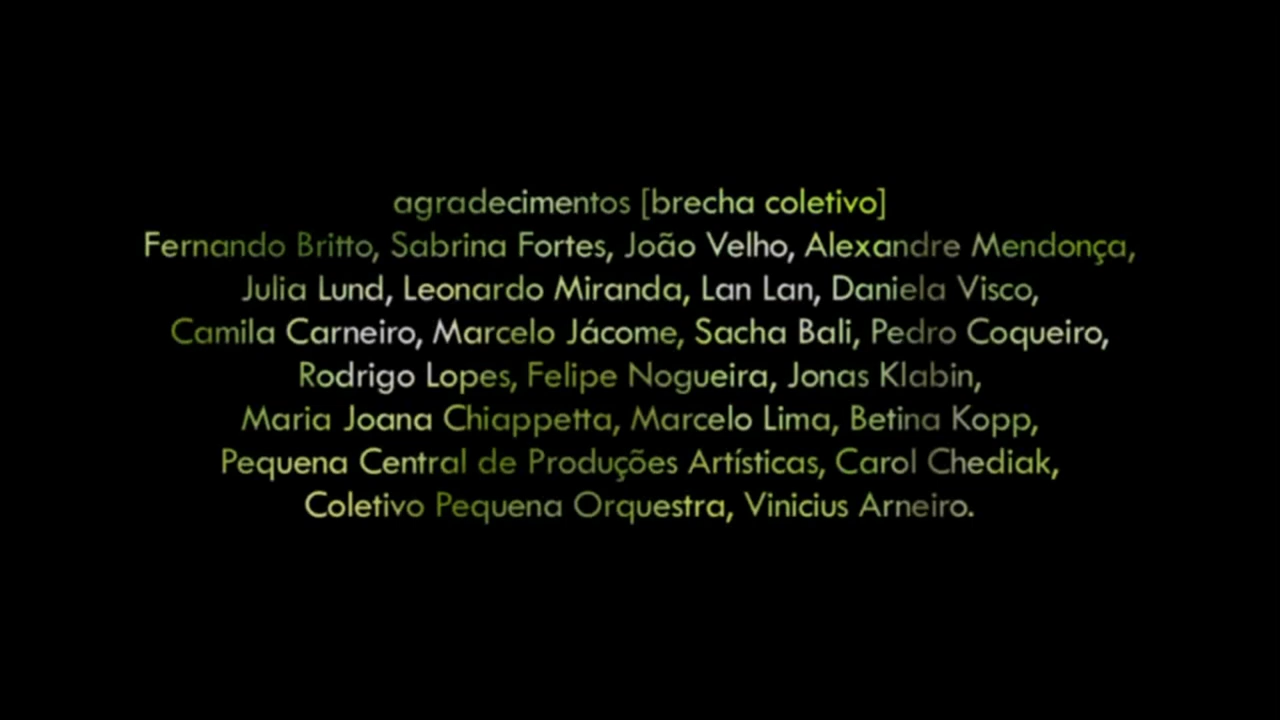 agradecimentos [brecha coletivo]
Fernando Britto, Sabrina Fortes, João Velho, Alexandre Mendonça,
Julia Lund, Leonardo Miranda, Lan Lan, Daniela Visco,
Camila Carneiro, Marcelo Jácome, Sacha Bali, Pedro Coqueiro,
Rodrigo Lopes, Felipe Nogueira, Jonas Klabin,
Maria Joana Chiappetta, Marcelo Lima, Betina Kopp,
Pequena Central de Produções Artísticas, Carol Chediak,
Coletivo Pequena Orquestra, Vinicius Arneiro.